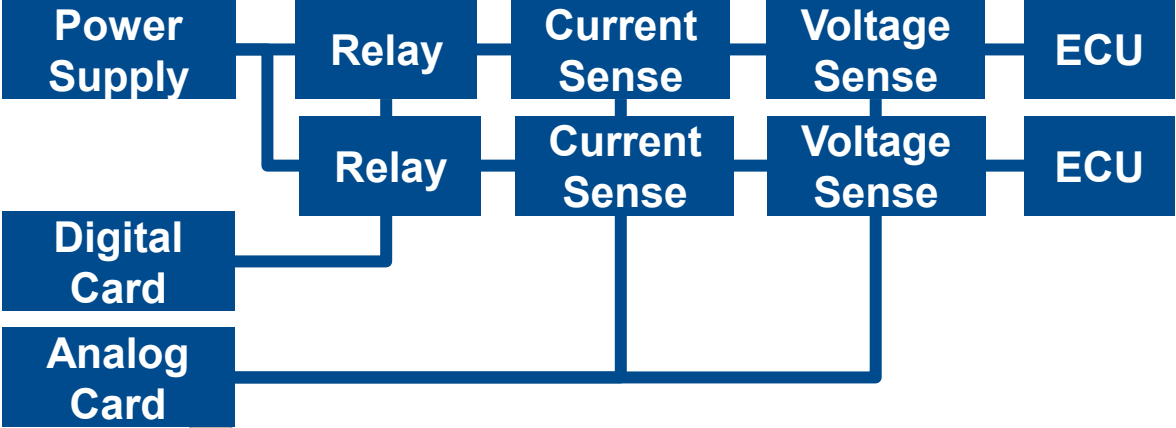 Power
Supply
Relay
Current
Sense
Voltage
Sense
ECU
Relay
Current
Sense
Voltage
Sense
ECU
Digital
Card
Analog
Card